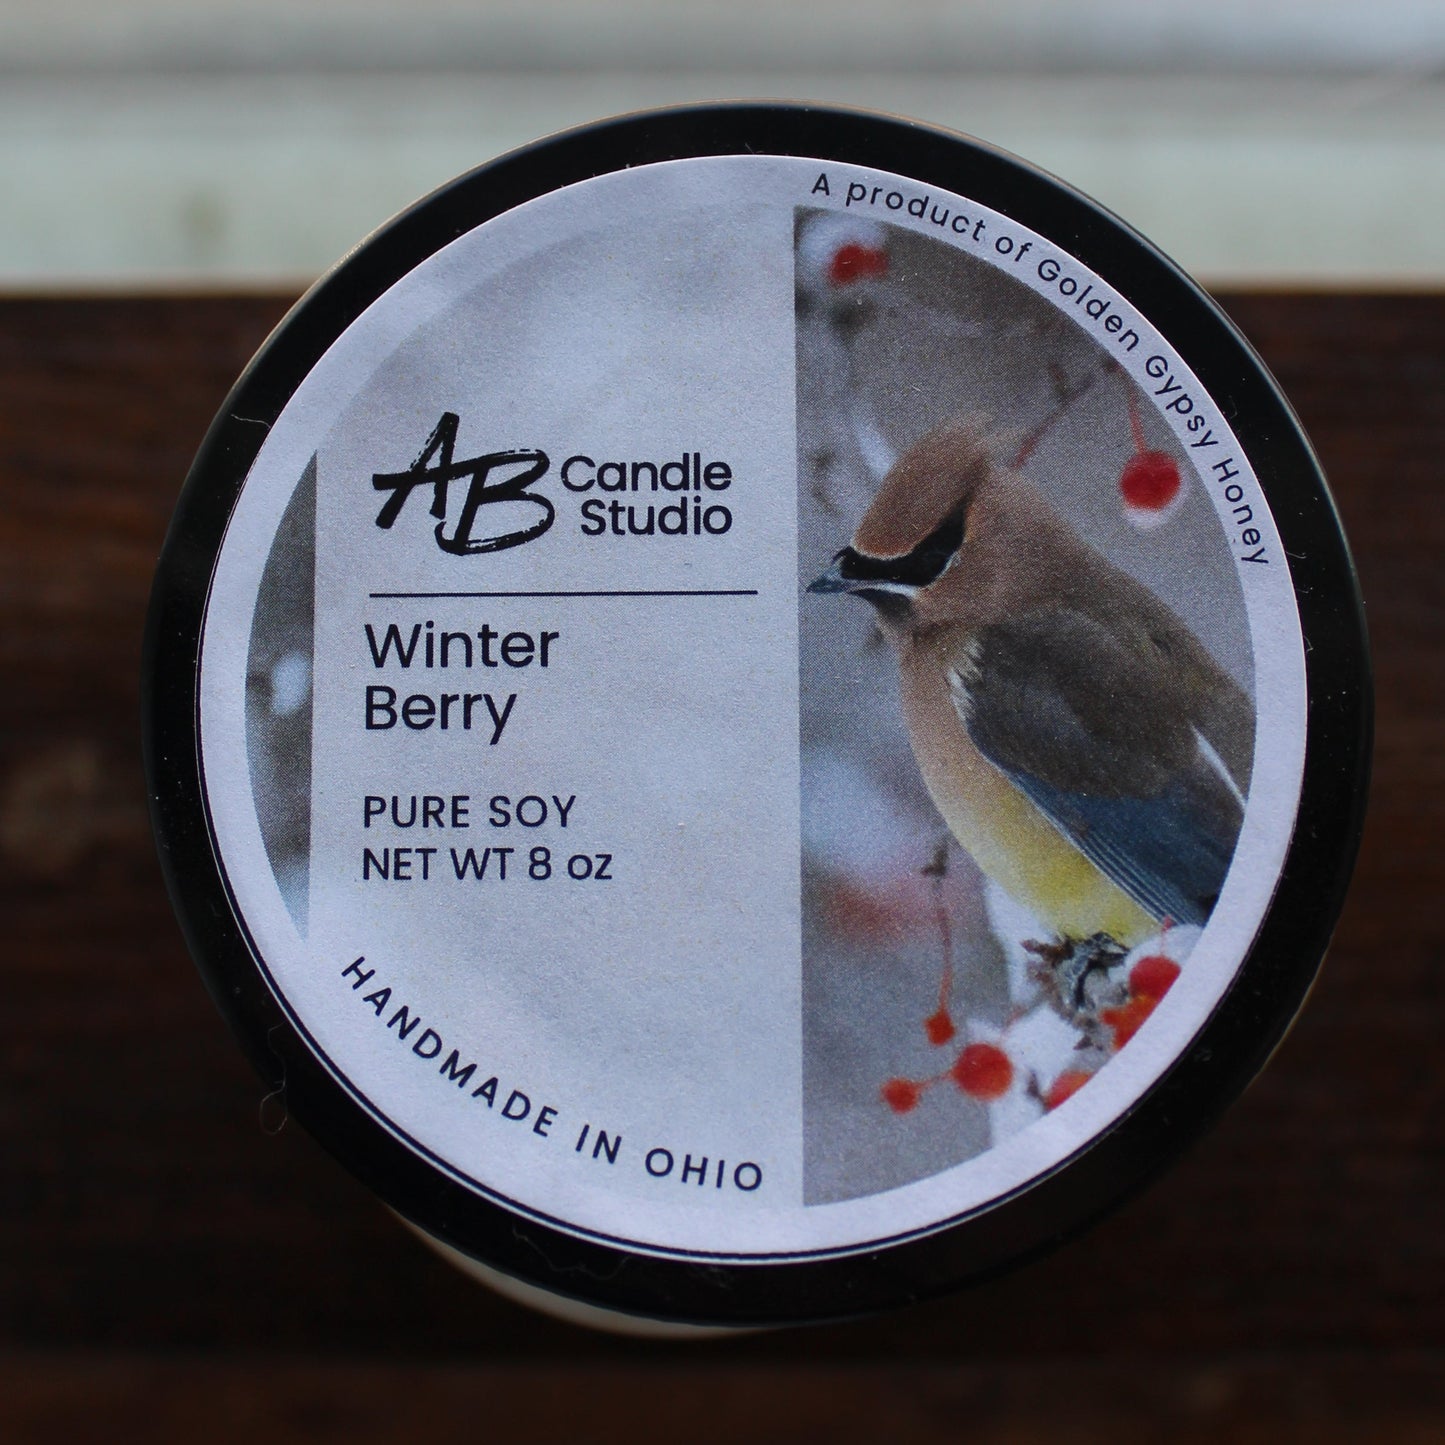 A product of Golden Gypsy Honey
AB Candle
Studio
Winter
Berry
PURE SOY
NET WT 8 oz
HANDMADE IN OHIO